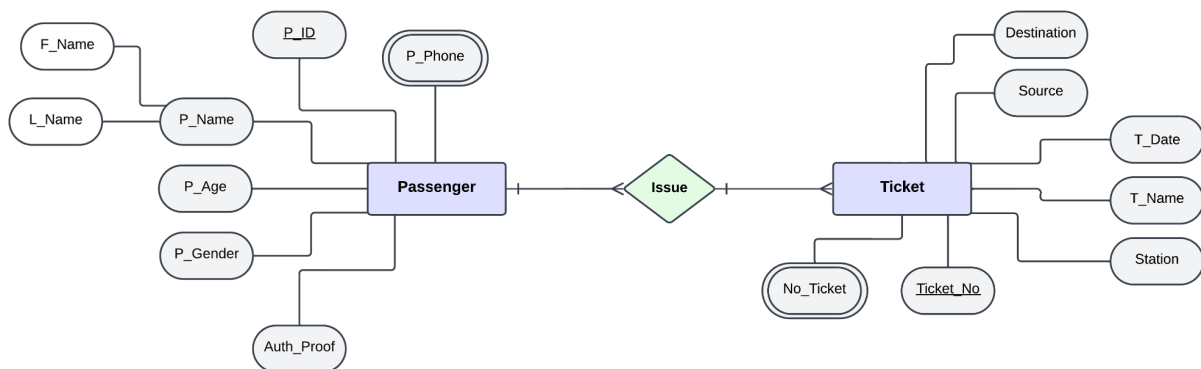 F_Name
P_ID
P_Phone
L_Name
P_Name
P_Age
Passenger
P_Gender
Auth_Proof
Issue
Destination
Source
T_Date
Ticket
T_Name
Station
No_Ticket
Ticket_No